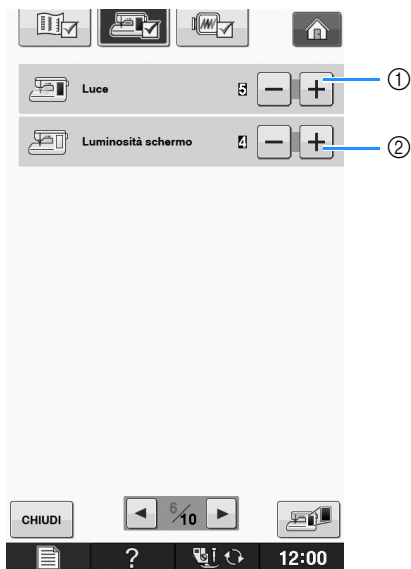 Luce 5 − + ①
Luminosità schermo 4 − + ②
CHIUDI 6/10
? 12:00